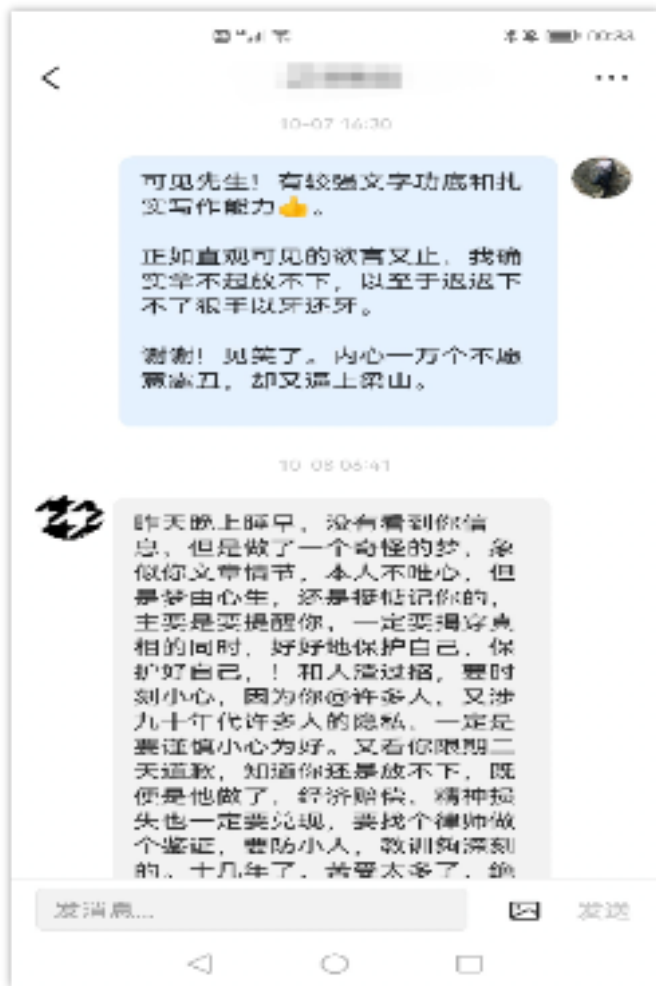 00:33
10-07 16:30
可见先生！有较强文字功底和扎
实写作能力👍。
正如直观可见的欲言又止，我确
实拿不起放不下，以至于迟迟下
不了狠手以牙还牙。
谢谢！见笑了。内心一万个不愿
意露丑，却又逼上梁山。
10-08 06:41
昨天晚上睡早，没有看到你信
息，但是做了一个奇怪的梦，象
似你文章情节，本人不唯心，但
是梦由心生，还是挺惦记你的，
主要是要提醒你，一定要揭穿真
相的同时，好好地保护自己，保
护好自己，！和人渣过招，要时
刻小心，因为你@许多人，又涉
九十年代许多人的隐私，一定是
要谨慎小心为好。又看你限期二
天道歉，知道你还是放不下，既
便是他做了，经济赔偿，精神损
失也一定要兑现，要找个律师做
个鉴证，要防小人，教训够深刻
的。十几年了，苦受太多了，绝
发消息...
发送